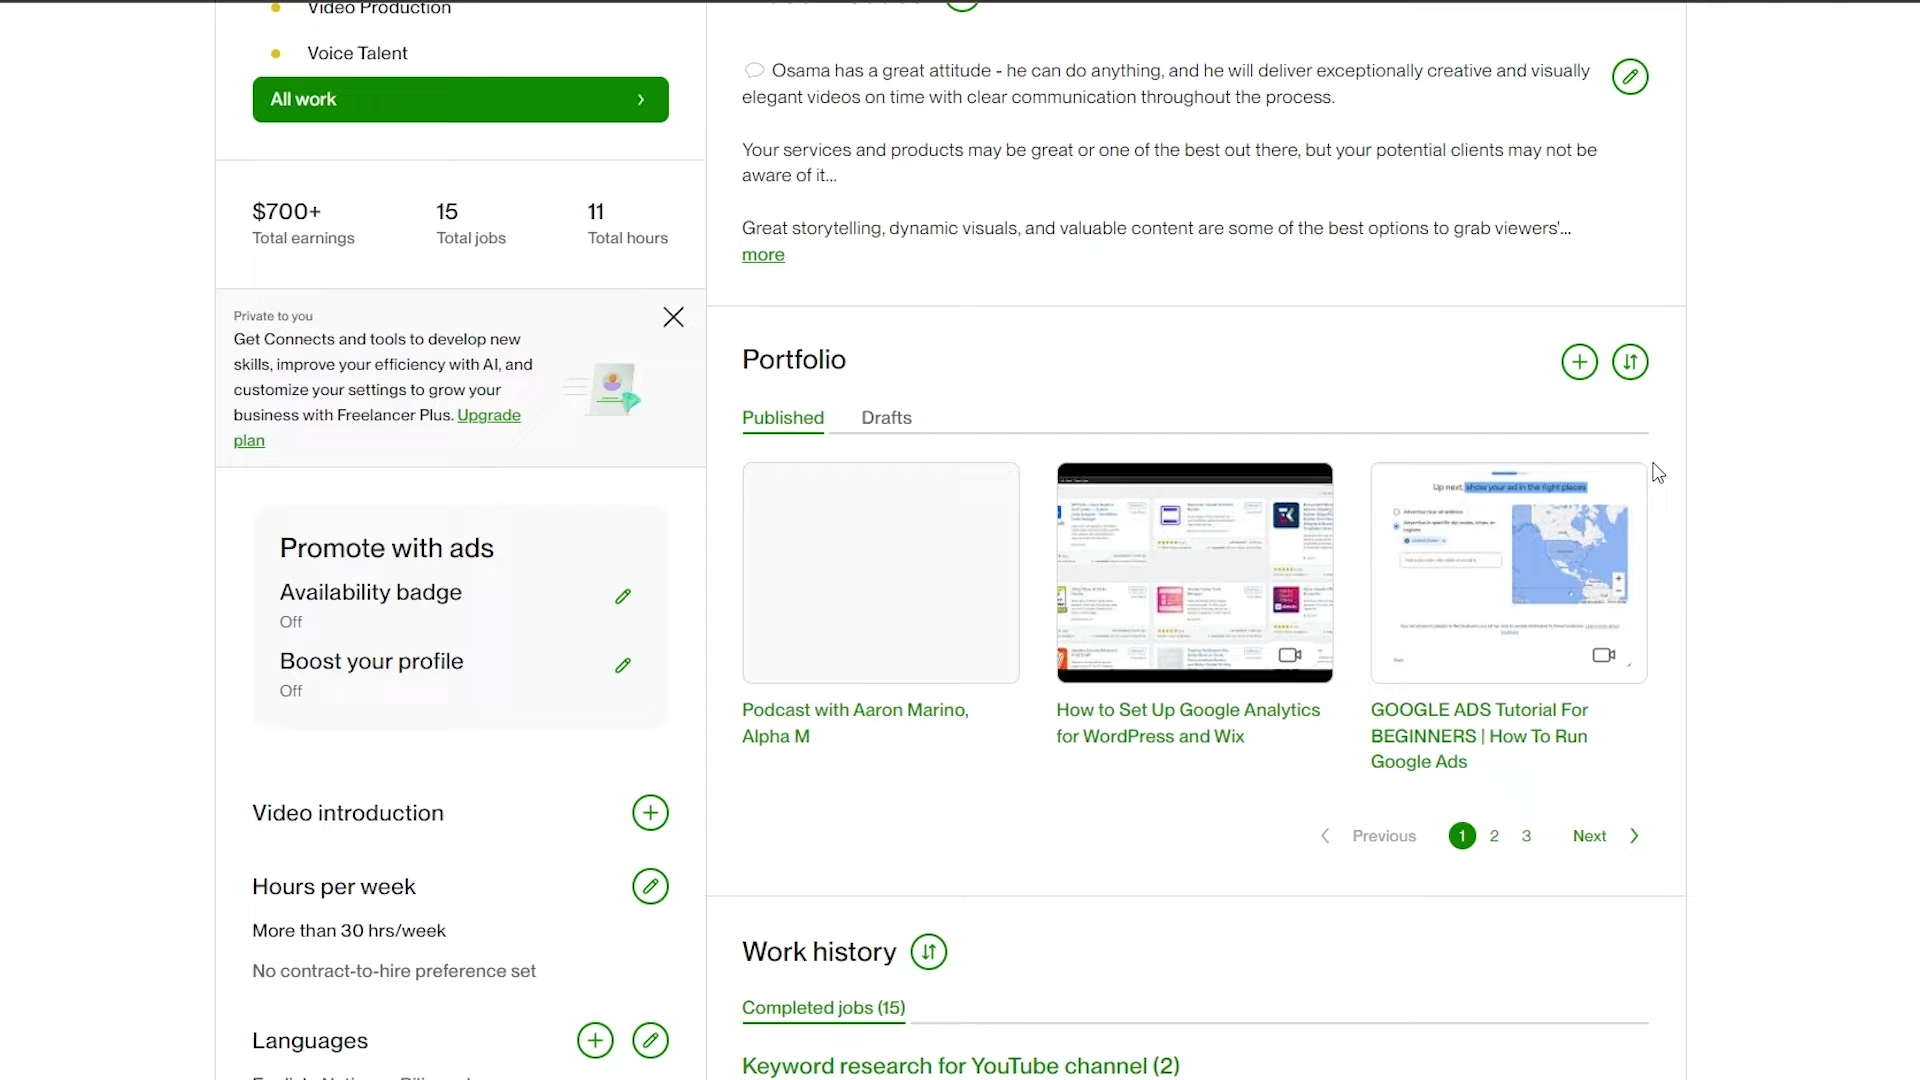 Video Production
Voice Talent
All work
$700+
Total earnings
15
Total jobs
11
Total hours
Private to you
Get Connects and tools to develop new
skills, improve your efficiency with AI, and
customize your settings to grow your
business with Freelancer Plus. Upgrade
plan
Promote with ads
Availability badge
Off
Boost your profile
Off
Video introduction
Hours per week
More than 30 hrs/week
No contract-to-hire preference set
Languages
Osama has a great attitude - he can do anything, and he will deliver exceptionally creative and visually
elegant videos on time with clear communication throughout the process.
Your services and products may be great or one of the best out there, but your potential clients may not be
aware of it...
Great storytelling, dynamic visuals, and valuable content are some of the best options to grab viewers'...
more
Portfolio
Published Drafts
Up next, show your ad in the right places
Podcast with Aaron Marino,
Alpha M
How to Set Up Google Analytics
for WordPress and Wix
GOOGLE ADS Tutorial For
BEGINNERS | How To Run
Google Ads
Previous 1 2 3 Next
Work history
Completed jobs (15)
Keyword research for YouTube channel (2)